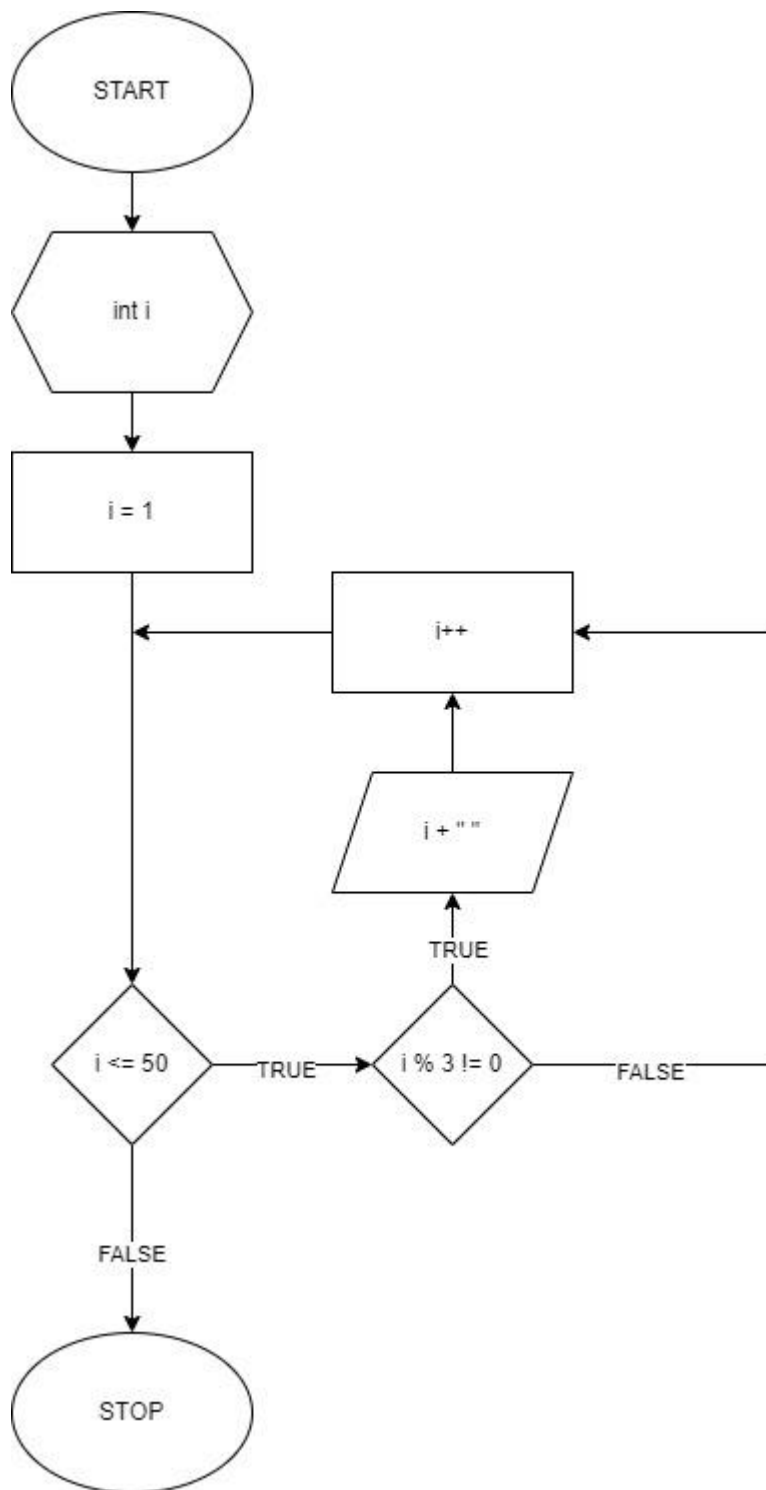 START
int i
i = 1
i++
i + " "
TRUE
i <= 50
TRUE
i % 3 != 0
FALSE
FALSE
STOP